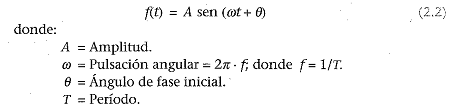 f(t) = A sen (ωt + θ) (2.2)
donde:
A = Amplitud.
ω = Pulsación angular = 2π · f; donde f = 1/T.
θ = Ángulo de fase inicial.
T = Período.